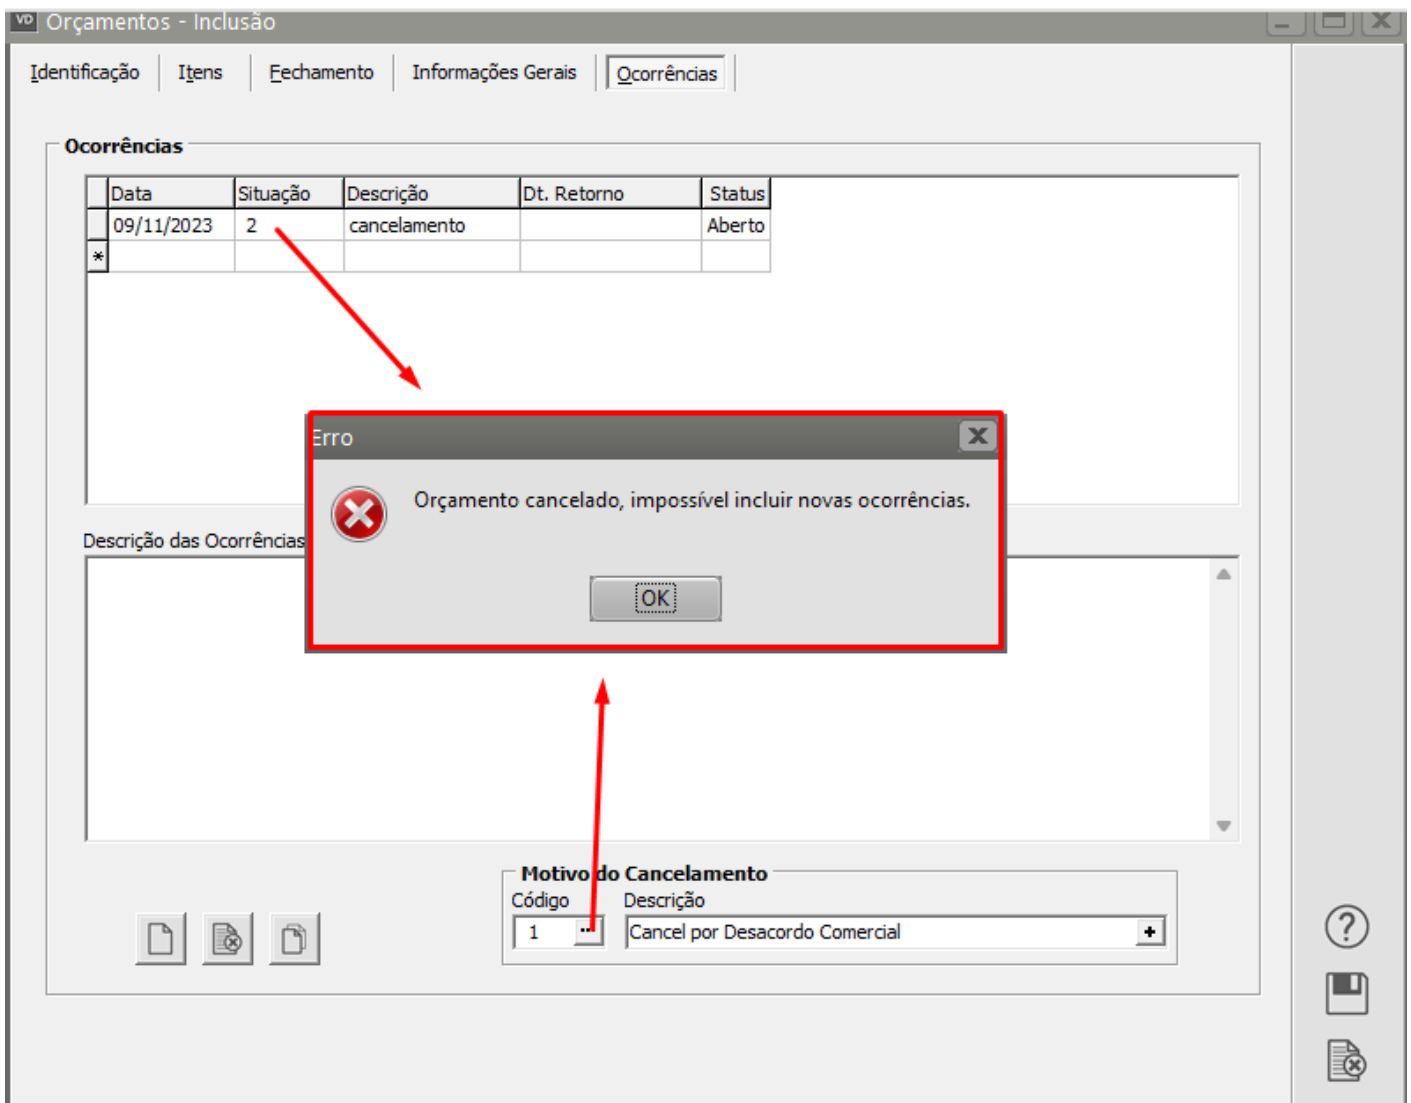 VD Orçamentos - Inclusão
Identificação Itens Fechamento Informações Gerais Ocorrências
Ocorrências
Data Situação Descrição Dt. Retorno Status
09/11/2023 2 cancelamento Aberto
*
Erro
Orçamento cancelado, impossível incluir novas ocorrências.
OK
Descrição das Ocorrências
Motivo do Cancelamento
Código Descrição
1 ... Cancel por Desacordo Comercial +
?